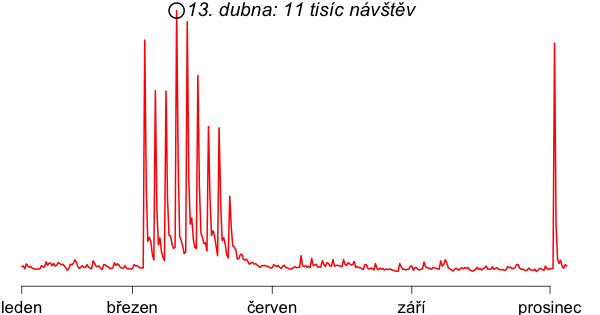 13. dubna: 11 tisíc návštěv
leden březen červen září prosinec